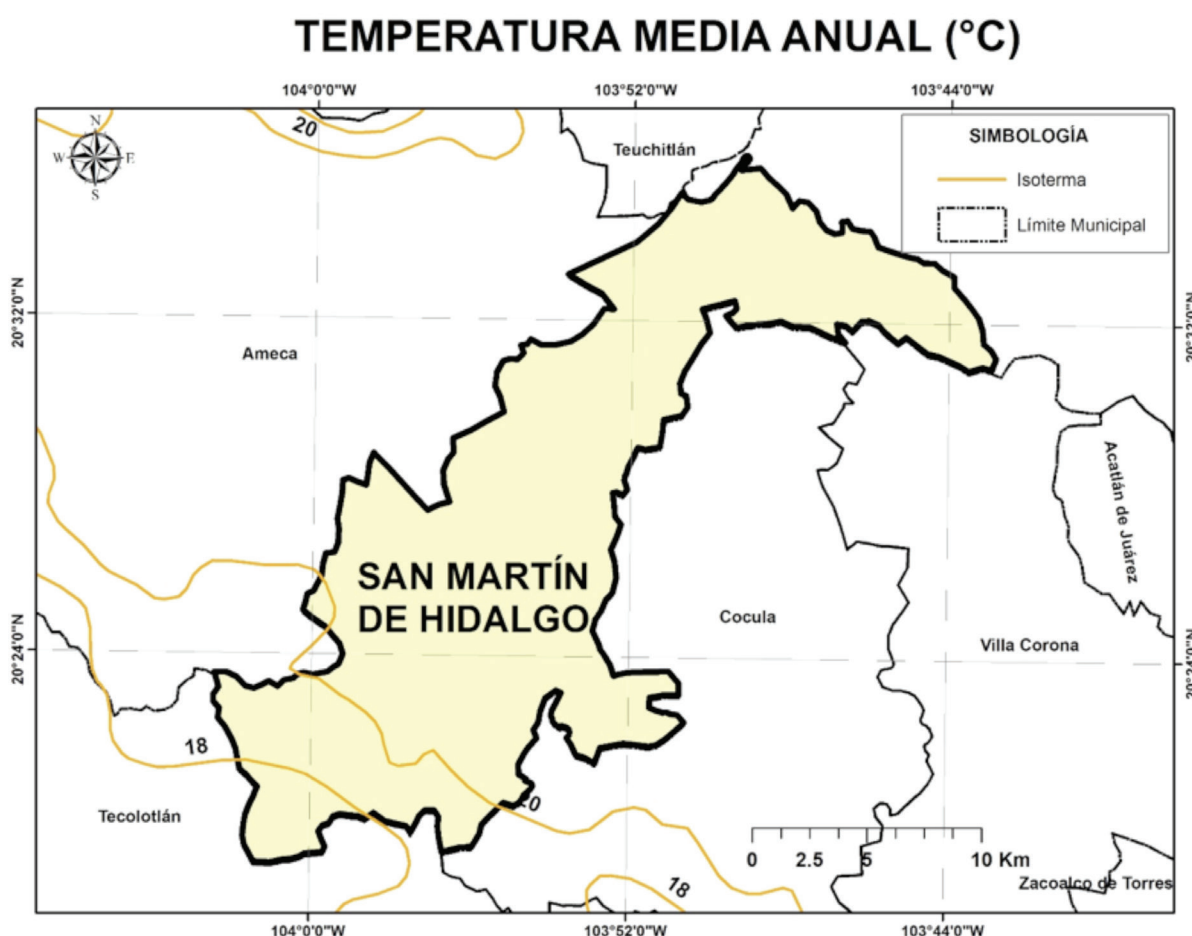 TEMPERATURA MEDIA ANUAL (°C)
104°0'0"W
103°52'0"W
103°44'0"W
N
W
E
S
20
Teuchitlán
SIMBOLOGÍA
Isoterma
Límite Municipal
20°32'0"N
Ameca
Acatlán de Juárez
SAN MARTÍN
DE HIDALGO
Cocula
Villa Corona
20°24'0"N
18
Tecolotlán
0
2.5
5
10 Km
18
Zacoalco de Torres
104°0'0"W
103°52'0"W
103°44'0"W